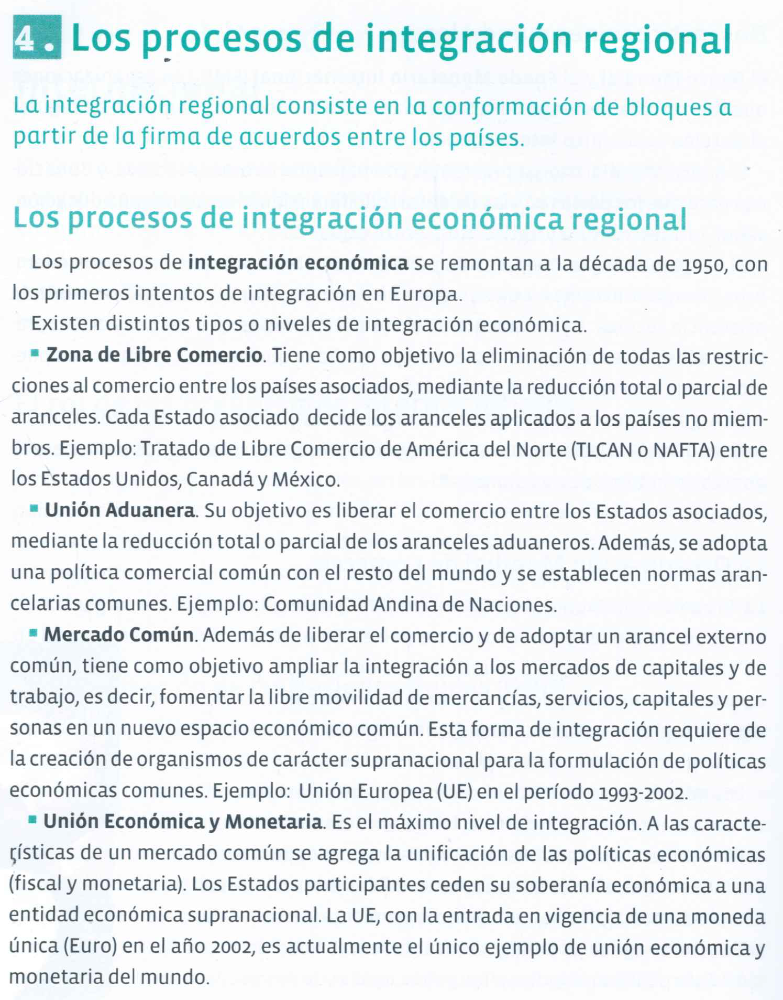 4. Los procesos de integración regional
La integración regional consiste en la conformación de bloques a
partir de la firma de acuerdos entre los países.
Los procesos de integración económica regional
Los procesos de integración económica se remontan a la década de 1950, con
los primeros intentos de integración en Europa.
Existen distintos tipos o niveles de integración económica.
▪ Zona de Libre Comercio. Tiene como objetivo la eliminación de todas las restric-
ciones al comercio entre los países asociados, mediante la reducción total o parcial de
aranceles. Cada Estado asociado decide los aranceles aplicados a los países no miem-
bros. Ejemplo: Tratado de Libre Comercio de América del Norte (TLCAN o NAFTA) entre
los Estados Unidos, Canadá y México.
▪ Unión Aduanera. Su objetivo es liberar el comercio entre los Estados asociados,
mediante la reducción total o parcial de los aranceles aduaneros. Además, se adopta
una política comercial común con el resto del mundo y se establecen normas aran-
celarias comunes. Ejemplo: Comunidad Andina de Naciones.
▪ Mercado Común. Además de liberar el comercio y de adoptar un arancel externo
común, tiene como objetivo ampliar la integración a los mercados de capitales y de
trabajo, es decir, fomentar la libre movilidad de mercancías, servicios, capitales y per-
sonas en un nuevo espacio económico común. Esta forma de integración requiere de
la creación de organismos de carácter supranacional para la formulación de políticas
económicas comunes. Ejemplo: Unión Europea (UE) en el período 1993-2002.
▪ Unión Económica y Monetaria. Es el máximo nivel de integración. A las caracte-
rísticas de un mercado común se agrega la unificación de las políticas económicas
(fiscal y monetaria). Los Estados participantes ceden su soberanía económica a una
entidad económica supranacional. La UE, con la entrada en vigencia de una moneda
única (Euro) en el año 2002, es actualmente el único ejemplo de unión económica y
monetaria del mundo.